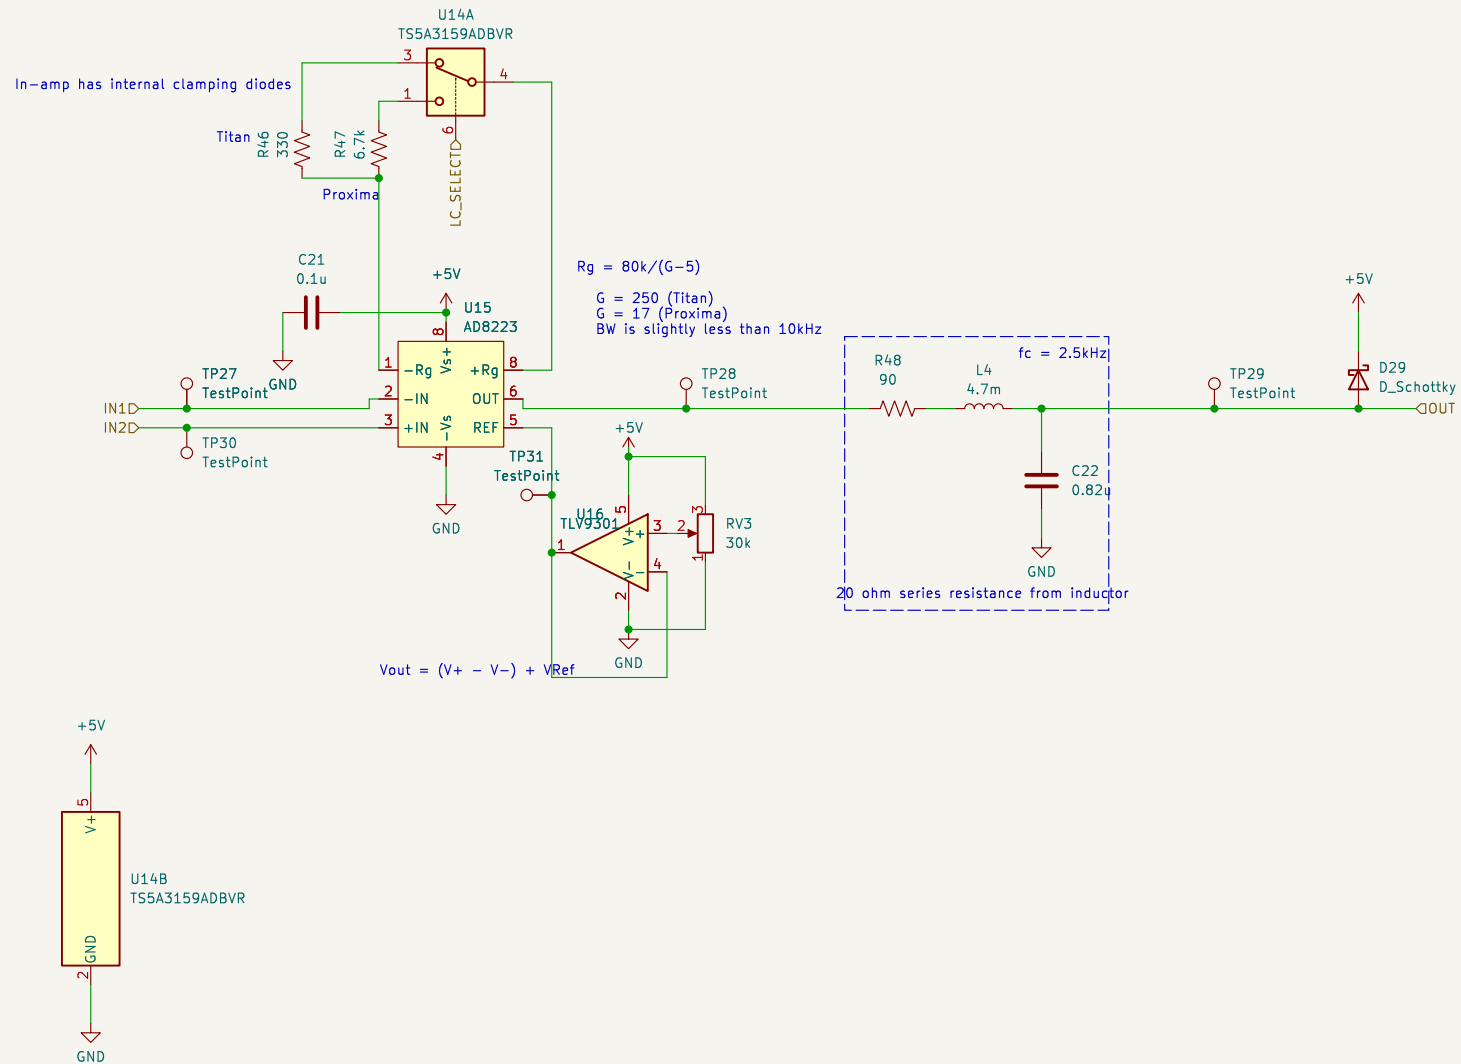 U14A
TS5A3159ADBVR
3
4
1
6
In-amp has internal clamping diodes
Titan
R46
330
R47
6.7k
LC_SELECT
Proxima
C21
0.1u
+5V
GND
Rg = 80k/(G-5)
G = 250 (Titan)
G = 17 (Proxima)
BW is slightly less than 10kHz
U15
AD8223
8
Vs+
1
-Rg
+Rg
8
2
-IN
OUT
6
3
+IN
REF
5
-Vs
4
GND
TP27
TestPoint
IN1
IN2
TP30
TestPoint
TP28
TestPoint
TP31
TestPoint
+5V
U16
TLV9301
5
V+
+
3
2
3
1
RV3
30k
1
V-
-
4
2
GND
Vout = (V+ - V-) + VRef
fc = 2.5kHz
R48
90
L4
4.7m
C22
0.82u
GND
20 ohm series resistance from inductor
TP29
TestPoint
+5V
D29
D_Schottky
OUT
+5V
5
V+
U14B
TS5A3159ADBVR
GND
2
GND